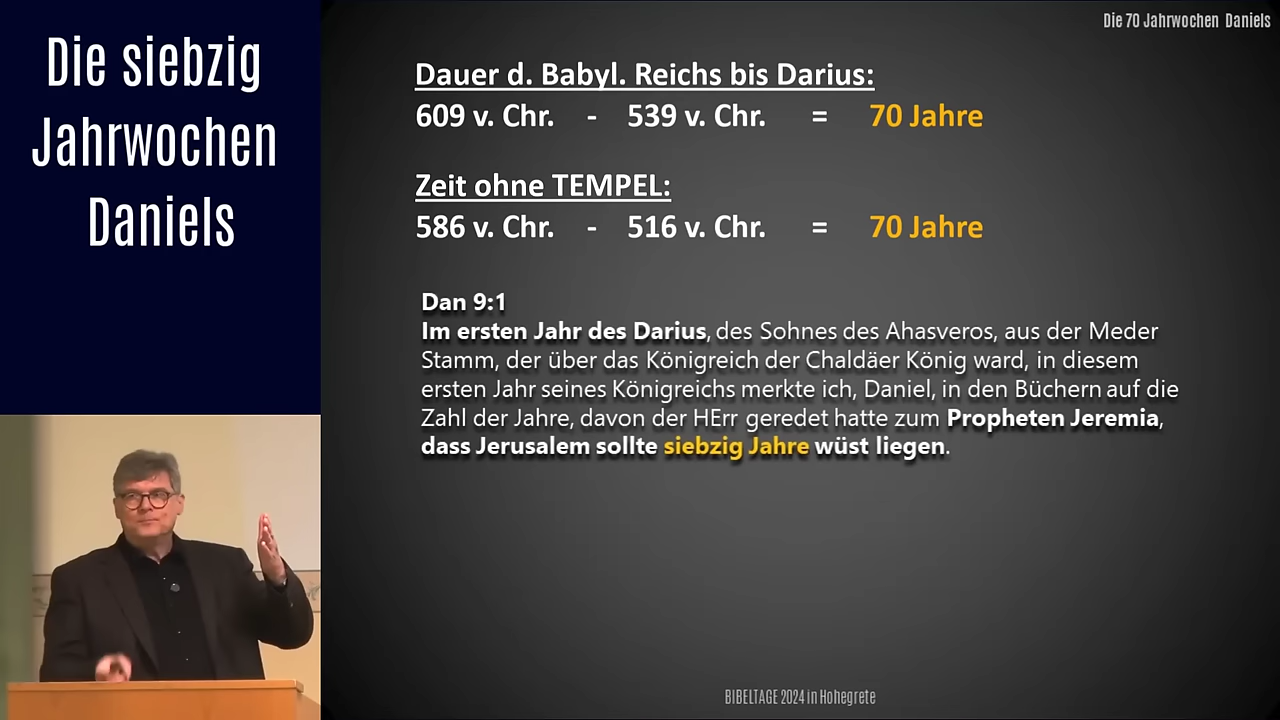 Die siebzig
Jahrwochen
Daniels
Die 70 Jahrwochen Daniels
Dauer d. Babyl. Reichs bis Darius:
609 v. Chr. - 539 v. Chr. = 70 Jahre
Zeit ohne TEMPEL:
586 v. Chr. - 516 v. Chr. = 70 Jahre
Dan 9:1
Im ersten Jahr des Darius, des Sohnes des Ahasveros, aus der Meder
Stamm, der über das Königreich der Chaldäer König ward, in diesem
ersten Jahr seines Königreichs merkte ich, Daniel, in den Büchern auf die
Zahl der Jahre, davon der HErr geredet hatte zum Propheten Jeremia,
dass Jerusalem sollte siebzig Jahre wüst liegen.
BIBELTAGE 2024 in Hohegrete